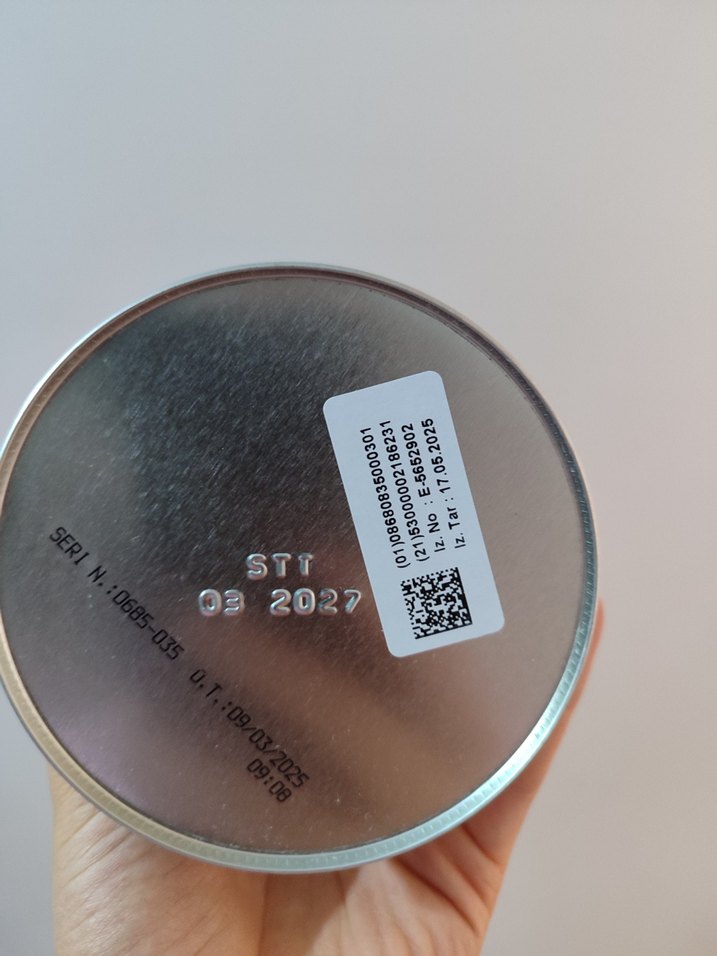 (01)08680835000301
(21)53000002186231
Iz. No : E-5652902
Iz. Tar : 17.05.2025
STT
03 2027
SERI N.:0685-035 O.T.:09/03/2025
09:08